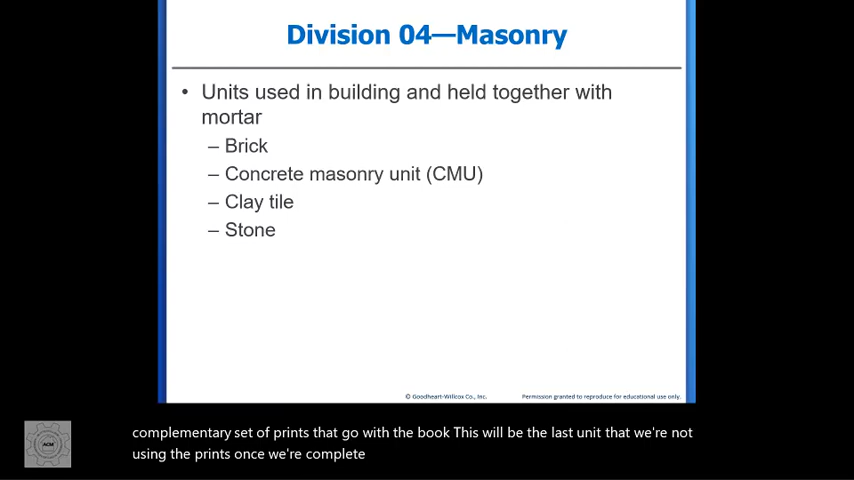 Division 04—Masonry
• Units used in building and held together with
mortar
– Brick
– Concrete masonry unit (CMU)
– Clay tile
– Stone
© Goodheart-Willcox Co., Inc. Permission granted to reproduce for educational use only.
ACM
complementary set of prints that go with the book This will be the last unit that we're not
using the prints once we're complete